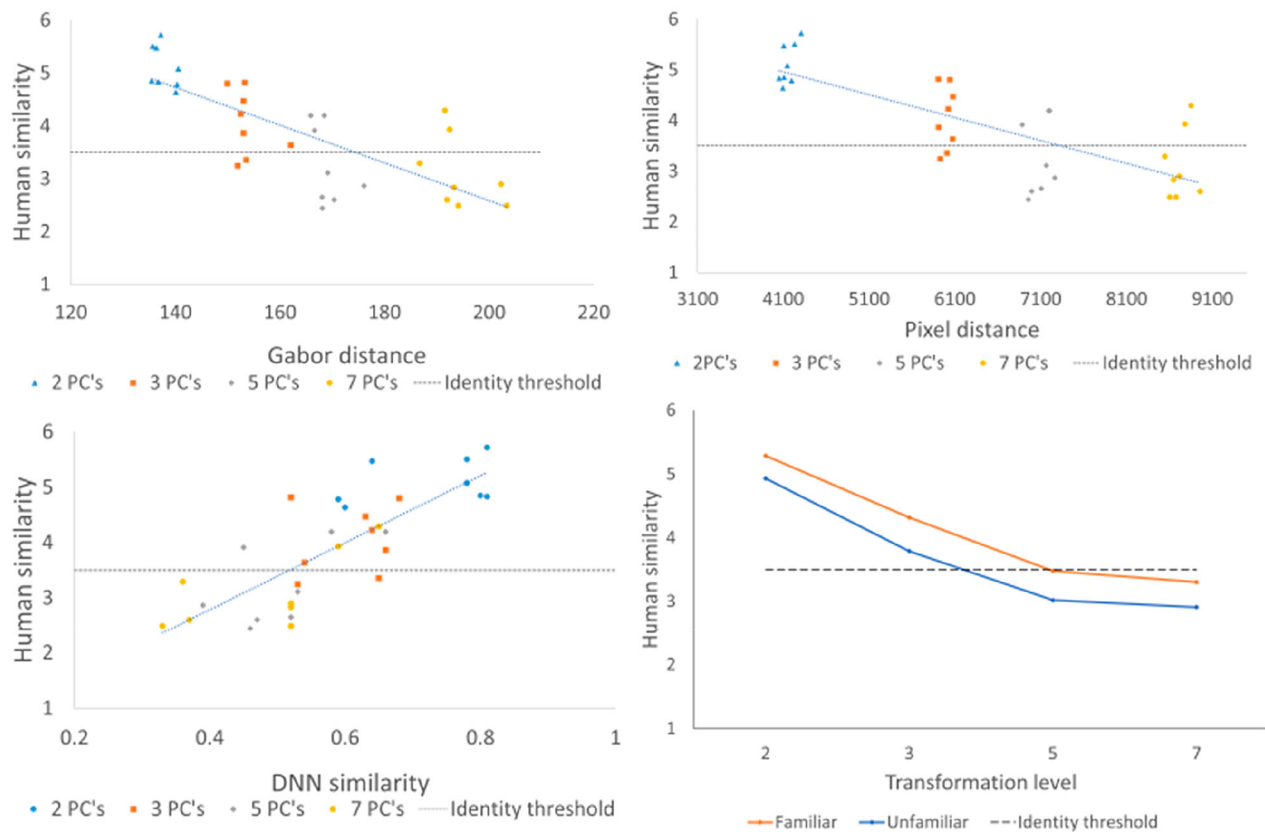 6
5
4
3
2
1
Human similarity
120 140 160 180 200 220
Gabor distance
2 PC's 3 PC's 5 PC's 7 PC's Identity threshold
6
5
4
3
2
1
Human similarity
3100 4100 5100 6100 7100 8100 9100
Pixel distance
2PC's 3 PC's 5 PC's 7 PC's Identity threshold
6
5
4
3
2
1
Human similarity
0.2 0.4 0.6 0.8 1
DNN similarity
2 PC's 3 PC's 5 PC's 7 PC's Identity threshold
6
5
4
3
2
1
Human similarity
2 3 5 7
Transformation level
Familiar Unfamiliar Identity threshold